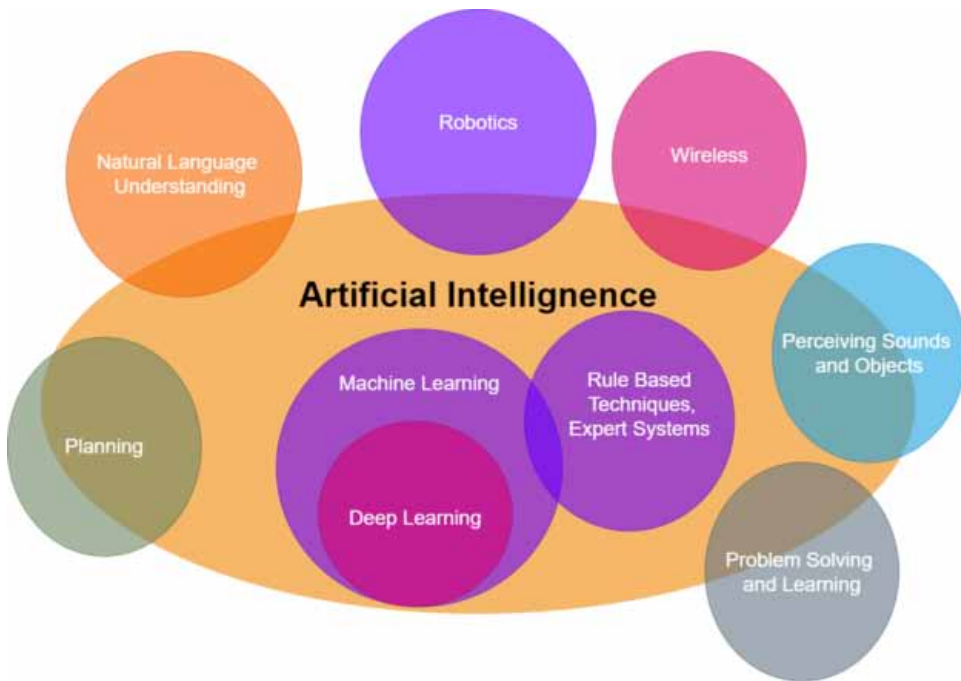 Robotics
Wireless
Natural Language
Understanding
Artificial Intellignence
Perceiving Sounds
and Objects
Machine Learning
Rule Based
Techniques,
Expert Systems
Planning
Deep Learning
Problem Solving
and Learning